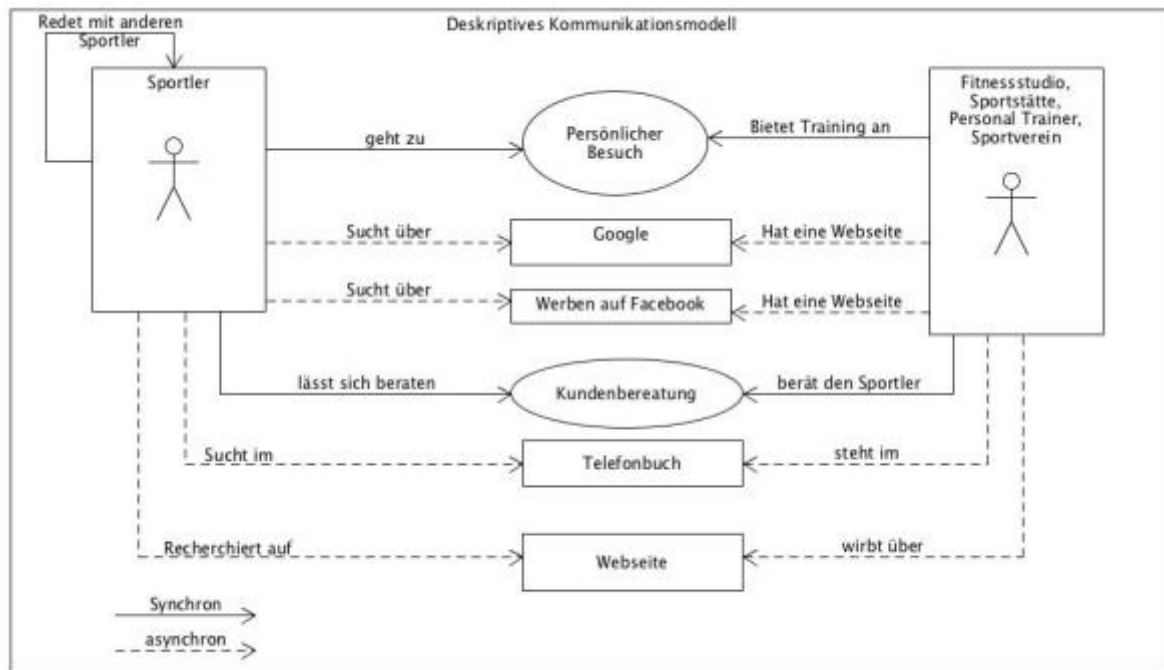 Deskriptives Kommunikationsmodell
Redet mit anderen
Sportler
Sportler
Fitnessstudio,
Sportstätte,
Personal Trainer,
Sportverein
geht zu
Persönlicher
Besuch
Bietet Training an
Sucht über
Google
Hat eine Webseite
Sucht über
Werben auf Facebook
Hat eine Webseite
lässt sich beraten
Kundenbereatung
berät den Sportler
Sucht im
Telefonbuch
steht im
Recherchiert auf
Webseite
wirbt über
Synchron
asynchron